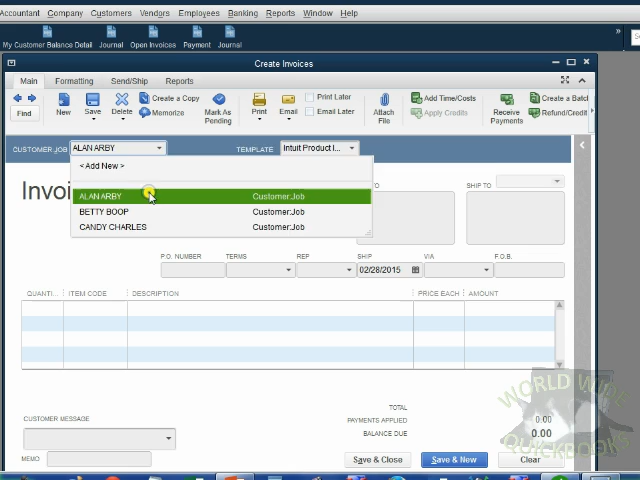 Accountant Company Customers Vendors Employees Banking Reports Window Help
My Customer Balance Detail Journal Open Invoices Payment Journal
»
Create Invoices
Main Formatting Send/Ship Reports
Find New Save Delete Create a Copy Memorize Mark As Pending Print Email Print Later Email Later Attach File Add Time/Costs Apply Credits Receive Payments Create a Batch Refund/Credit
CUSTOMER:JOB ALAN ARBY TEMPLATE Intuit Product I...
< Add New >
Invoi
SHIP TO
ALAN ARBY Customer:Job
BETTY BOOP Customer:Job
CANDY CHARLES Customer:Job
P.O. NUMBER TERMS REP SHIP VIA F.O.B.
02/28/2015
QUANTI... ITEM CODE DESCRIPTION PRICE EACH AMOUNT
WORLD WIDE
QUICKBOOKS
TOTAL
CUSTOMER MESSAGE
PAYMENTS APPLIED 0.00
BALANCE DUE 0.00
MEMO
Save & Close Save & New Clear